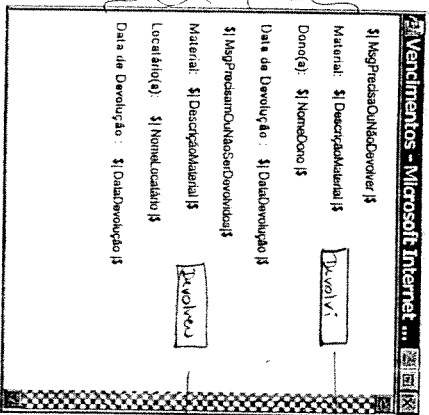 Vencimentos - Microsoft Internet ...
$| MsgPrecisaOuNãoDevolver |$
Material: $| DescriçãoMaterial |$
Devolvi
Dono(a): $| NomeDono |$
Data de Devolução : $| DataDevolução |$
$| MsgPrecisamOuNãoSerDevolvidos|$
Material: $| DescriçãoMaterial |$
Devolveu
Locatário(a): $| NomeLocatário |$
Data de Devolução : $| DataDevolução |$